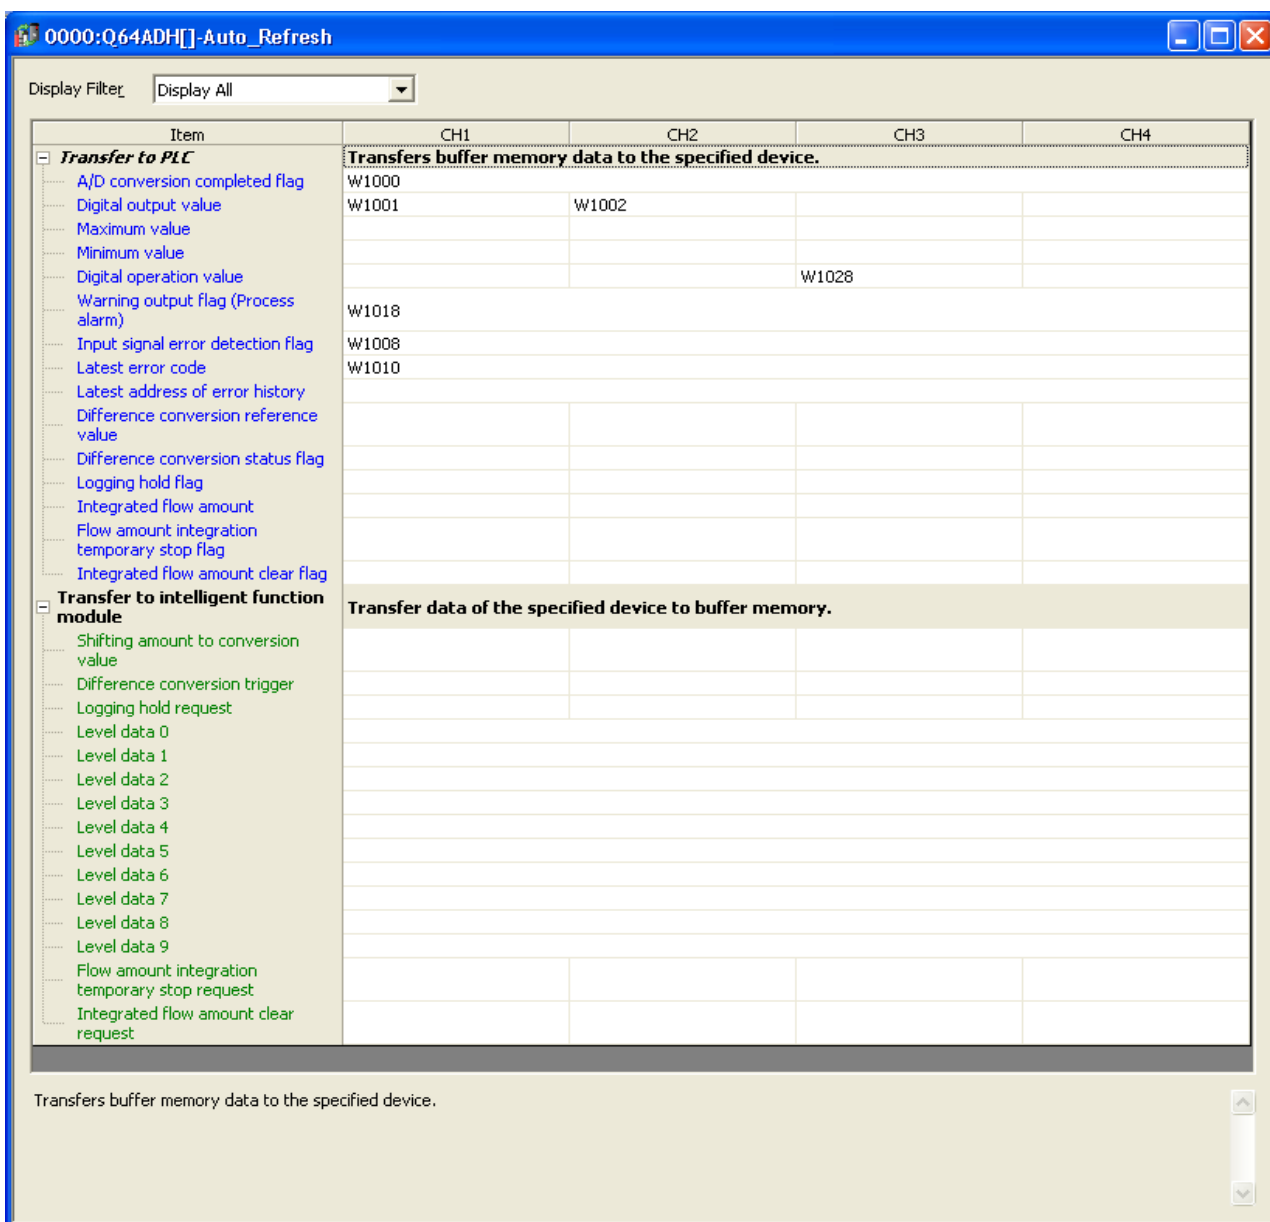 0000:Q64ADH[]-Auto_Refresh
Display Filter Display All
Item CH1 CH2 CH3 CH4
Transfer to PLC Transfers buffer memory data to the specified device.
A/D conversion completed flag W1000
Digital output value W1001 W1002
Maximum value
Minimum value
Digital operation value W1028
Warning output flag (Process
alarm) W1018
Input signal error detection flag W1008
Latest error code W1010
Latest address of error history
Difference conversion reference
value
Difference conversion status flag
Logging hold flag
Integrated flow amount
Flow amount integration
temporary stop flag
Integrated flow amount clear flag
Transfer to intelligent function
module Transfer data of the specified device to buffer memory.
Shifting amount to conversion
value
Difference conversion trigger
Logging hold request
Level data 0
Level data 1
Level data 2
Level data 3
Level data 4
Level data 5
Level data 6
Level data 7
Level data 8
Level data 9
Flow amount integration
temporary stop request
Integrated flow amount clear
request
Transfers buffer memory data to the specified device.